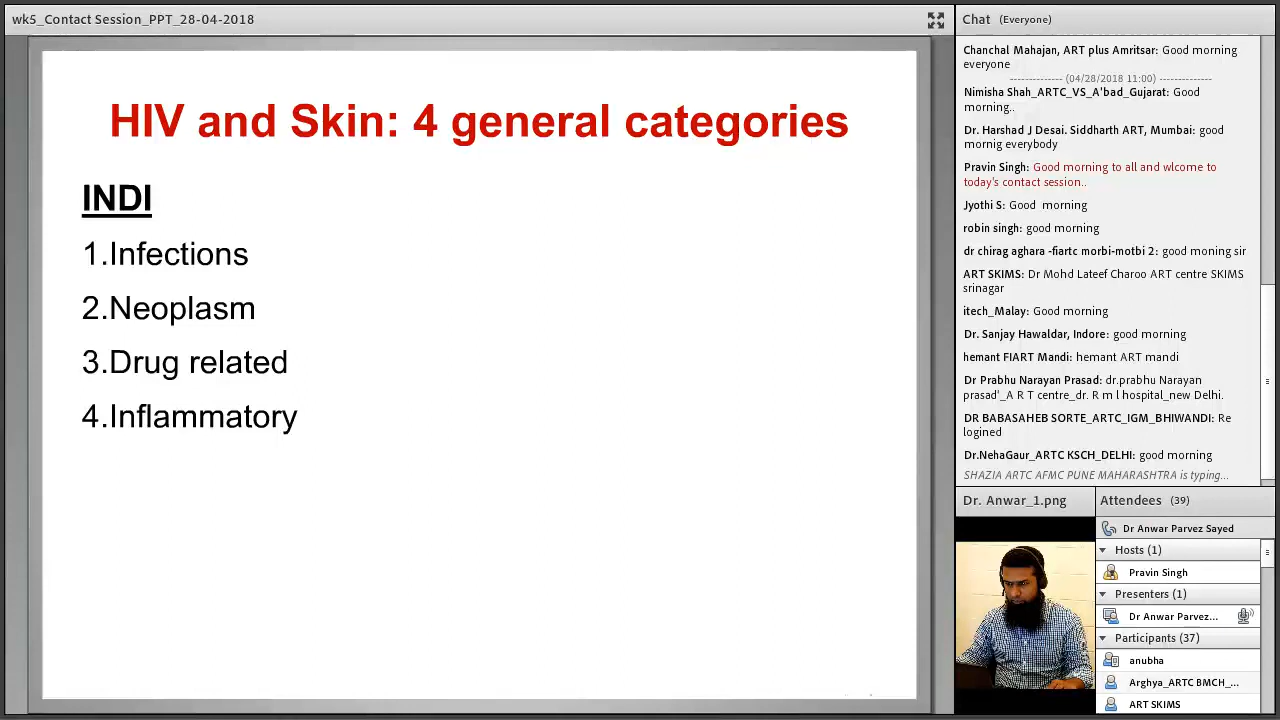 wk5_Contact Session_PPT_28-04-2018
HIV and Skin: 4 general categories
INDI
1.Infections
2.Neoplasm
3.Drug related
4.Inflammatory
Chat (Everyone)
Chanchal Mahajan, ART plus Amritsar: Good morning
everyone
-------------- (04/28/2018 11:00) --------------
Nimisha Shah_ARTC_VS_A'bad_Gujarat: Good
morning..
Dr. Harshad J Desai. Siddharth ART, Mumbai: good
mornig everybody
Pravin Singh: Good morning to all and wlcome to
today's contact session..
Jyothi S: Good morning
robin singh: good morning
dr chirag aghara -fiartc morbi-motbi 2: good moning sir
ART SKIMS: Dr Mohd Lateef Charoo ART centre SKIMS
srinagar
itech_Malay: Good morning
Dr. Sanjay Hawaldar, Indore: good morning
hemant FIART Mandi: hemant ART mandi
Dr Prabhu Narayan Prasad: dr.prabhu Narayan
prasad'_A R T centre_dr. R m l hospital_new Delhi.
DR BABASAHEB SORTE_ARTC_IGM_BHIWANDI: Re
logined
Dr.NehaGaur_ARTC KSCH_DELHI: good morning
SHAZIA ARTC AFMC PUNE MAHARASHTRA is typing...
Dr. Anwar_1.png
Attendees (39)
Dr Anwar Parvez Sayed
Hosts (1)
Pravin Singh
Presenters (1)
Dr Anwar Parvez...
Participants (37)
anubha
Arghya_ARTC BMCH_...
ART SKIMS